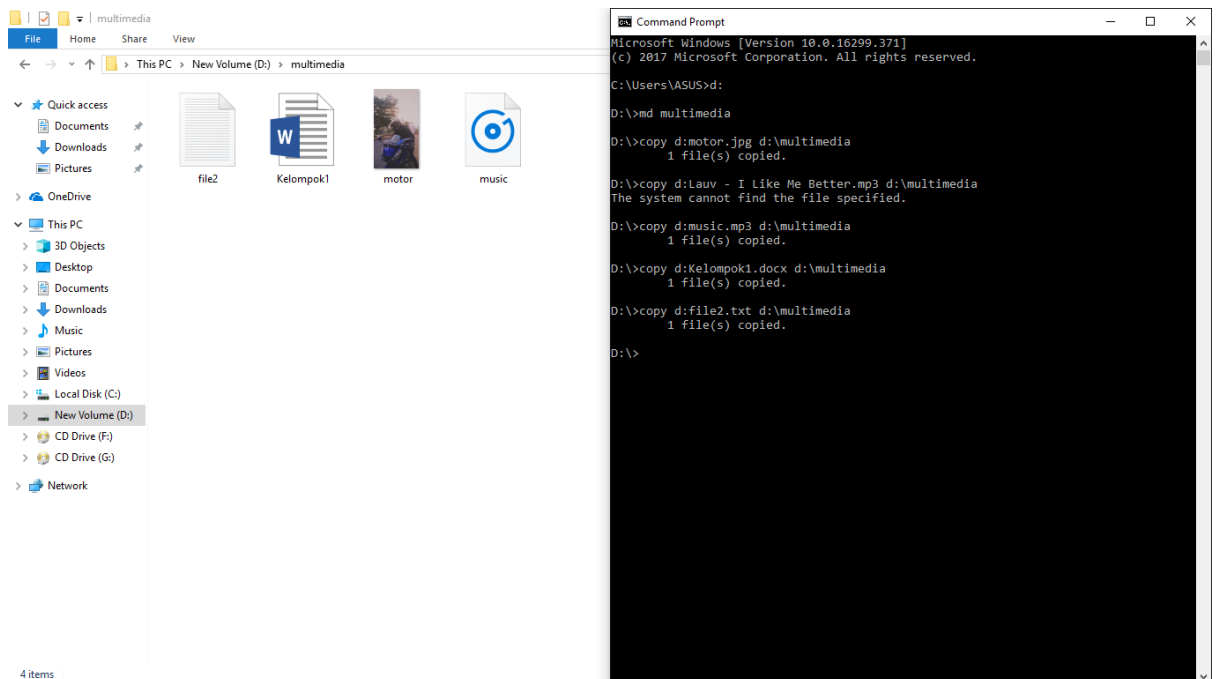 multimedia
File Home Share View
This PC > New Volume (D:) > multimedia
Quick access
Documents
Downloads
Pictures
OneDrive
This PC
3D Objects
Desktop
Documents
Downloads
Music
Pictures
Videos
Local Disk (C:)
New Volume (D:)
CD Drive (F:)
CD Drive (G:)
Network
W
file2 Kelompok1 motor music
4 items
Command Prompt
Microsoft Windows [Version 10.0.16299.371]
(c) 2017 Microsoft Corporation. All rights reserved.
C:\Users\ASUS>d:
D:\>md multimedia
D:\>copy d:motor.jpg d:\multimedia
1 file(s) copied.
D:\>copy d:Lauv - I Like Me Better.mp3 d:\multimedia
The system cannot find the file specified.
D:\>copy d:music.mp3 d:\multimedia
1 file(s) copied.
D:\>copy d:Kelompok1.docx d:\multimedia
1 file(s) copied.
D:\>copy d:file2.txt d:\multimedia
1 file(s) copied.
D:\>